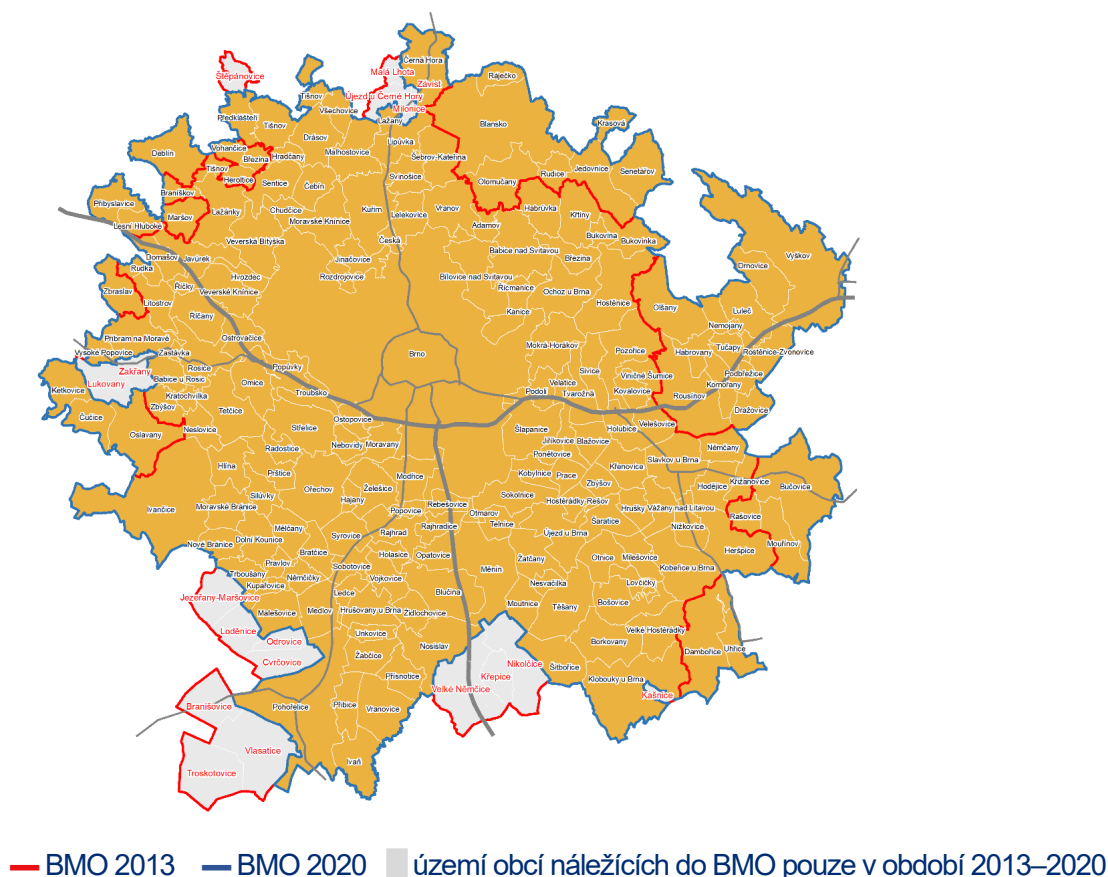 Černá Hora
Štěpánovice
Malá Lhota
Ráječko
Závist
Tišnov
Újezd u Černé Hory
Všechovice
Milonice
Předklášteří
Lažany
Tišnov
Blansko
Krasová
Drásov
Lipůvka
Vohančice
Malhostovice
Deblín
Březina
Hradčany
Šebrov-Kateřina
Jedovnice
Tišnov
Rudice
Senetářov
Heroltice
Sentice
Čebín
Svinošice
Olomučany
Braníškov
Přibyslavice
Maršov
Lažánky
Chudčice
Kuřim
Lelekovice
Vranov
Habrůvka
Křtiny
Lesní Hluboké
Moravské Knínice
Adamov
Bukovina
Veverská Bítýška
Česká
Bukovinka
Domašov
Javůrek
Jinačovice
Babice nad Svitavou
Březina
Vyškov
Rudka
Drnovice
Říčky
Hvozdec
Rozdrojovice
Bílovice nad Svitavou
Zbraslav
Veverské Knínice
Řícmanice
Ochoz u Brna
Litostrov
Hostěnice
Olšany
Říčany
Kanice
Luleč
Nemojany
Příbram na Moravě
Ostrovačice
Mokrá-Horákov
Tučapy
Vysoké Popovice
Zastávka
Brno
Pozořice
Habrovany
Rostěnice-Zvonovice
Zakřany
Rosice
Popůvky
Sivice
Podbřežice
Lukovany
Babice u Rosic
Omice
Velatice
Viničné Šumice
Komořany
Ketkovice
Kratochvilka
Troubsko
Podolí
Tvarožná
Kovalovice
Rousínov
Zbýšov
Tetčice
Dražovice
Čučice
Ostopovice
Oslavany
Neslovice
Střelice
Šlapanice
Holubice
Velešovice
Radostice
Nebovidy
Moravany
Jiříkovice
Blažovice
Němčany
Ponětovice
Slavkov u Brna
Hlína
Prštice
Modřice
Kobylnice
Prace
Křenovice
Hodějice
Křižanovice
Bučovice
Želešice
Zbýšov
Silůvky
Ořechov
Sokolnice
Ivančice
Moravské Bránice
Hajany
Popovice
Rebešovice
Otmarov
Hostěrádky-Rešov
Hrušky
Vážany nad Litavou
Rašovice
Rajhradice
Telnice
Šaratice
Nížkovice
Mělčany
Syrovice
Rajhrad
Újezd u Brna
Nové Bránice
Dolní Kounice
Heršpice
Mouřínov
Bratčice
Holasice
Opatovice
Pravlov
Sobotovice
Žatčany
Otnice
Milešovice
Trboušany
Němčičky
Vojkovice
Měnín
Kobeřice u Brna
Kupařovice
Nesvačilka
Lovčičky
Jezeřany-Maršovice
Ledce
Blučina
Malešovice
Medlov
Hrušovany u Brna
Židlochovice
Moutnice
Těšany
Bošovice
Loděnice
Unkovice
Velké Hostěrádky
Odrovice
Nosislav
Borkovany
Dambořice
Uhřice
Cvrčovice
Žabčice
Nikolčice
Šitbořice
Přísnotice
Křepice
Velké Němčice
Klobouky u Brna
Kašnice
Branišovice
Pohořelice
Přibice
Vranovice
Vlasatice
Ivaň
Troskotovice
BMO 2013 BMO 2020 území obcí náležících do BMO pouze v období 2013–2020